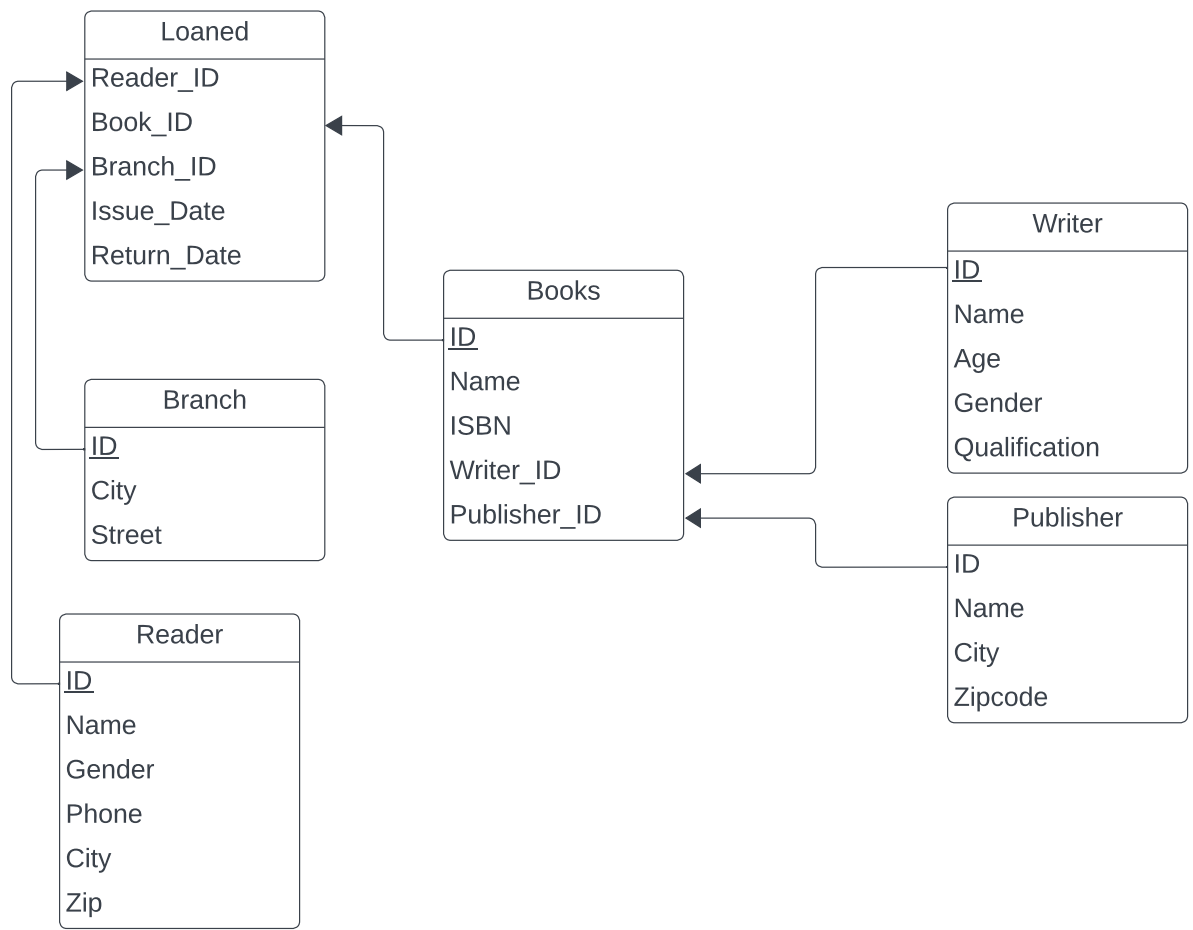 Loaned
Reader_ID
Book_ID
Branch_ID
Issue_Date
Return_Date
Branch
ID
City
Street
Reader
ID
Name
Gender
Phone
City
Zip
Books
ID
Name
ISBN
Writer_ID
Publisher_ID
Writer
ID
Name
Age
Gender
Qualification
Publisher
ID
Name
City
Zipcode